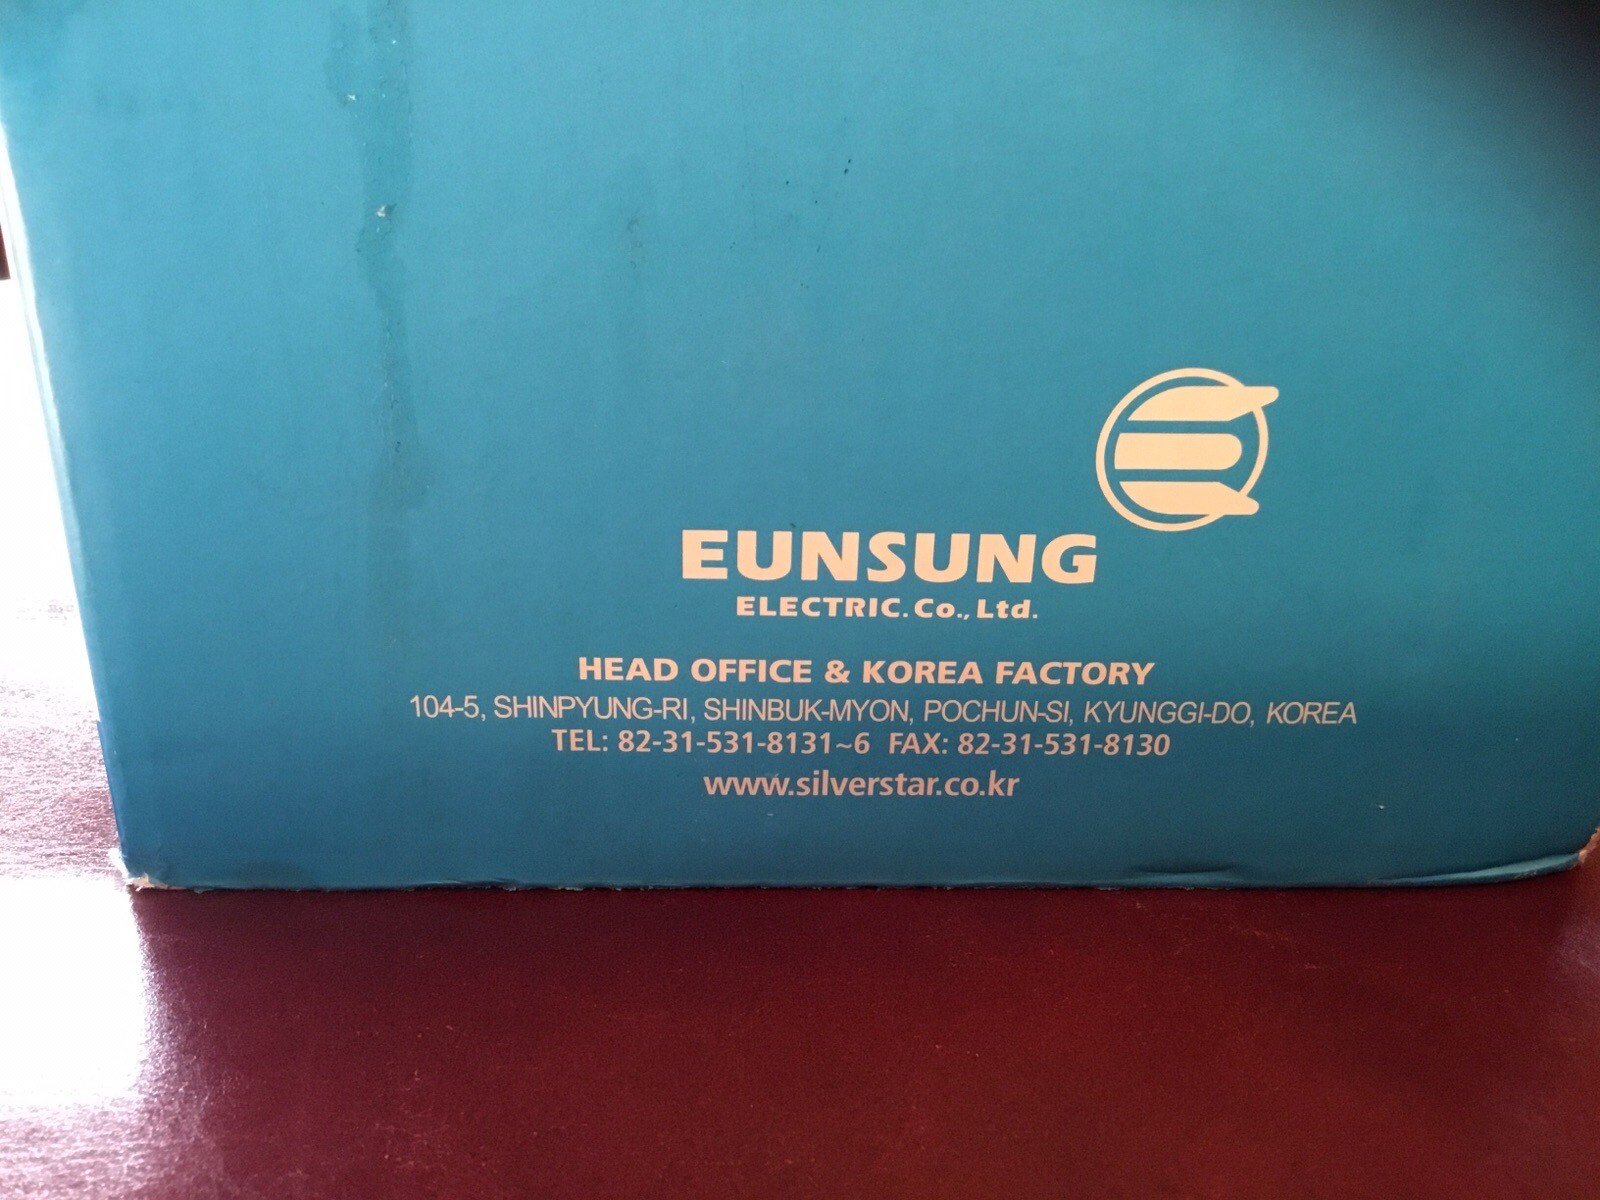 EUNSUNG
ELECTRIC. Co., Ltd.
HEAD OFFICE & KOREA FACTORY
104-5, SHINPYUNG-RI, SHINBUK-MYON, POCHUN-SI, KYUNGGI-DO, KOREA
TEL: 82-31-531-8131~6 FAX: 82-31-531-8130
www.silverstar.co.kr